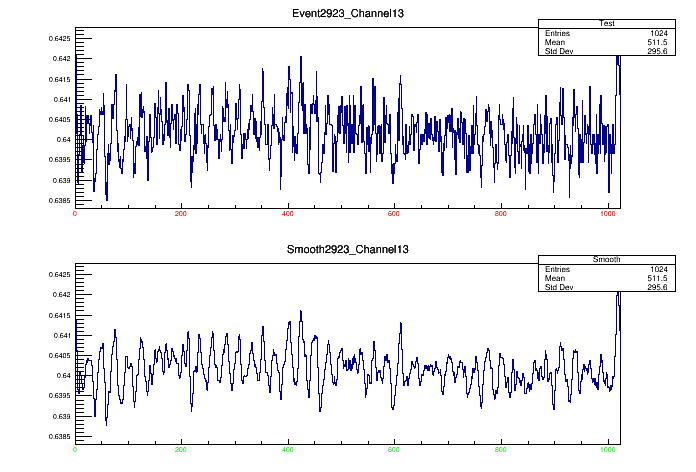 Event2923_Channel13
Test
Entries 1024
Mean 511.5
Std Dev 295.6
0.6425
0.642
0.6415
0.641
0.6405
0.64
0.6395
0.639
0.6385
0 200 400 600 800 1000
Smooth2923_Channel13
Smooth
Entries 1024
Mean 511.5
Std Dev 295.6
0.6425
0.642
0.6415
0.641
0.6405
0.64
0.6395
0.639
0.6385
0 200 400 600 800 1000